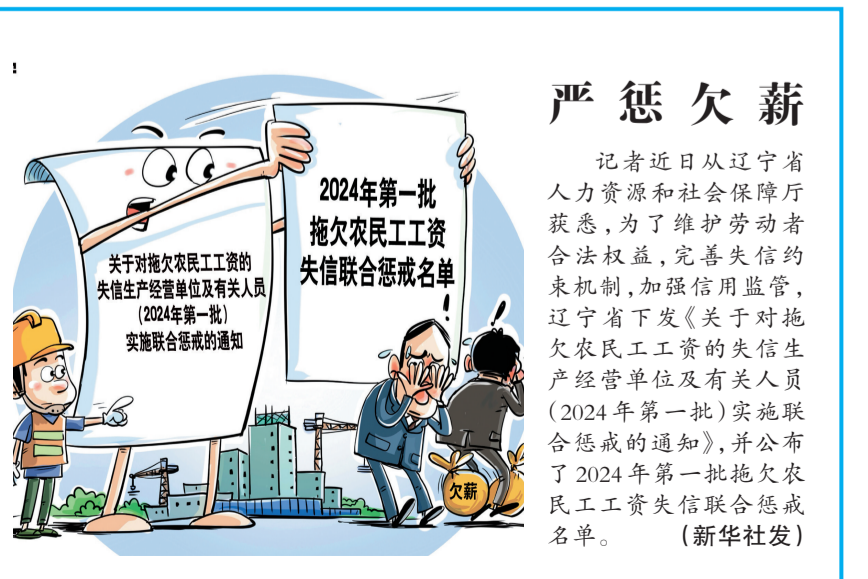 !
严惩欠薪
记者近日从辽宁省
人力资源和社会保障厅
获悉,为了维护劳动者
合法权益,完善失信约
束机制,加强信用监管,
辽宁省下发《关于对拖
欠农民工工资的失信生
产经营单位及有关人员
(2024年第一批)实施联
合惩戒的通知》,并公布
了2024年第一批拖欠农
民工工资失信联合惩戒
名单。 (新华社发)
关于对拖欠农民工工资的
失信生产经营单位及有关人员
(2024年第一批)
实施联合惩戒的通知
2024年第一批
拖欠农民工工资
失信联合惩戒名单
!
!
欠薪